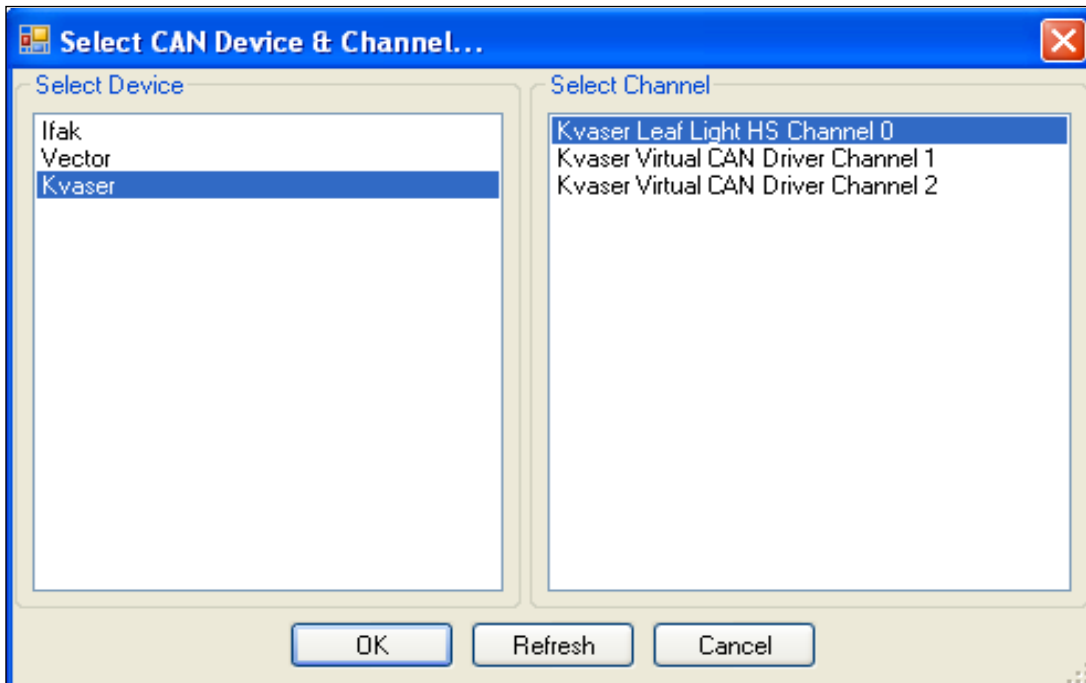 Select CAN Device & Channel...
Select Device
Ifak
Vector
Kvaser
Select Channel
Kvaser Leaf Light HS Channel 0
Kvaser Virtual CAN Driver Channel 1
Kvaser Virtual CAN Driver Channel 2
OK
Refresh
Cancel